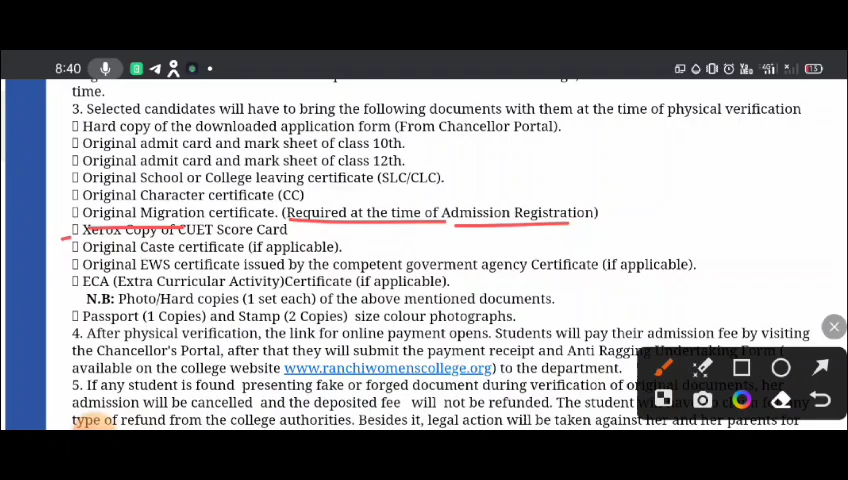 8:40
time.
3. Selected candidates will have to bring the following documents with them at the time of physical verification
Hard copy of the downloaded application form (From Chancellor Portal).
Original admit card and mark sheet of class 10th.
Original admit card and mark sheet of class 12th.
Original School or College leaving certificate (SLC/CLC).
Original Character certificate (CC)
Original Migration certificate. (Required at the time of Admission Registration)
Xerox Copy of CUET Score Card
Original Caste certificate (if applicable).
Original EWS certificate issued by the competent goverment agency Certificate (if applicable).
ECA (Extra Curricular Activity)Certificate (if applicable).
N.B: Photo/Hard copies (1 set each) of the above mentioned documents.
Passport (1 Copies) and Stamp (2 Copies) size colour photographs.
4. After physical verification, the link for online payment opens. Students will pay their admission fee by visiting
the Chancellor's Portal, after that they will submit the payment receipt and Anti Ragging Undertaking Form (
available on the college website www.ranchiwomenscollege.org) to the department.
5. If any student is found presenting fake or forged document during verification of original documents, her
admission will be cancelled and the deposited fee will not be refunded. The student will have to claim for any
type of refund from the college authorities. Besides it, legal action will be taken against her and her parents for